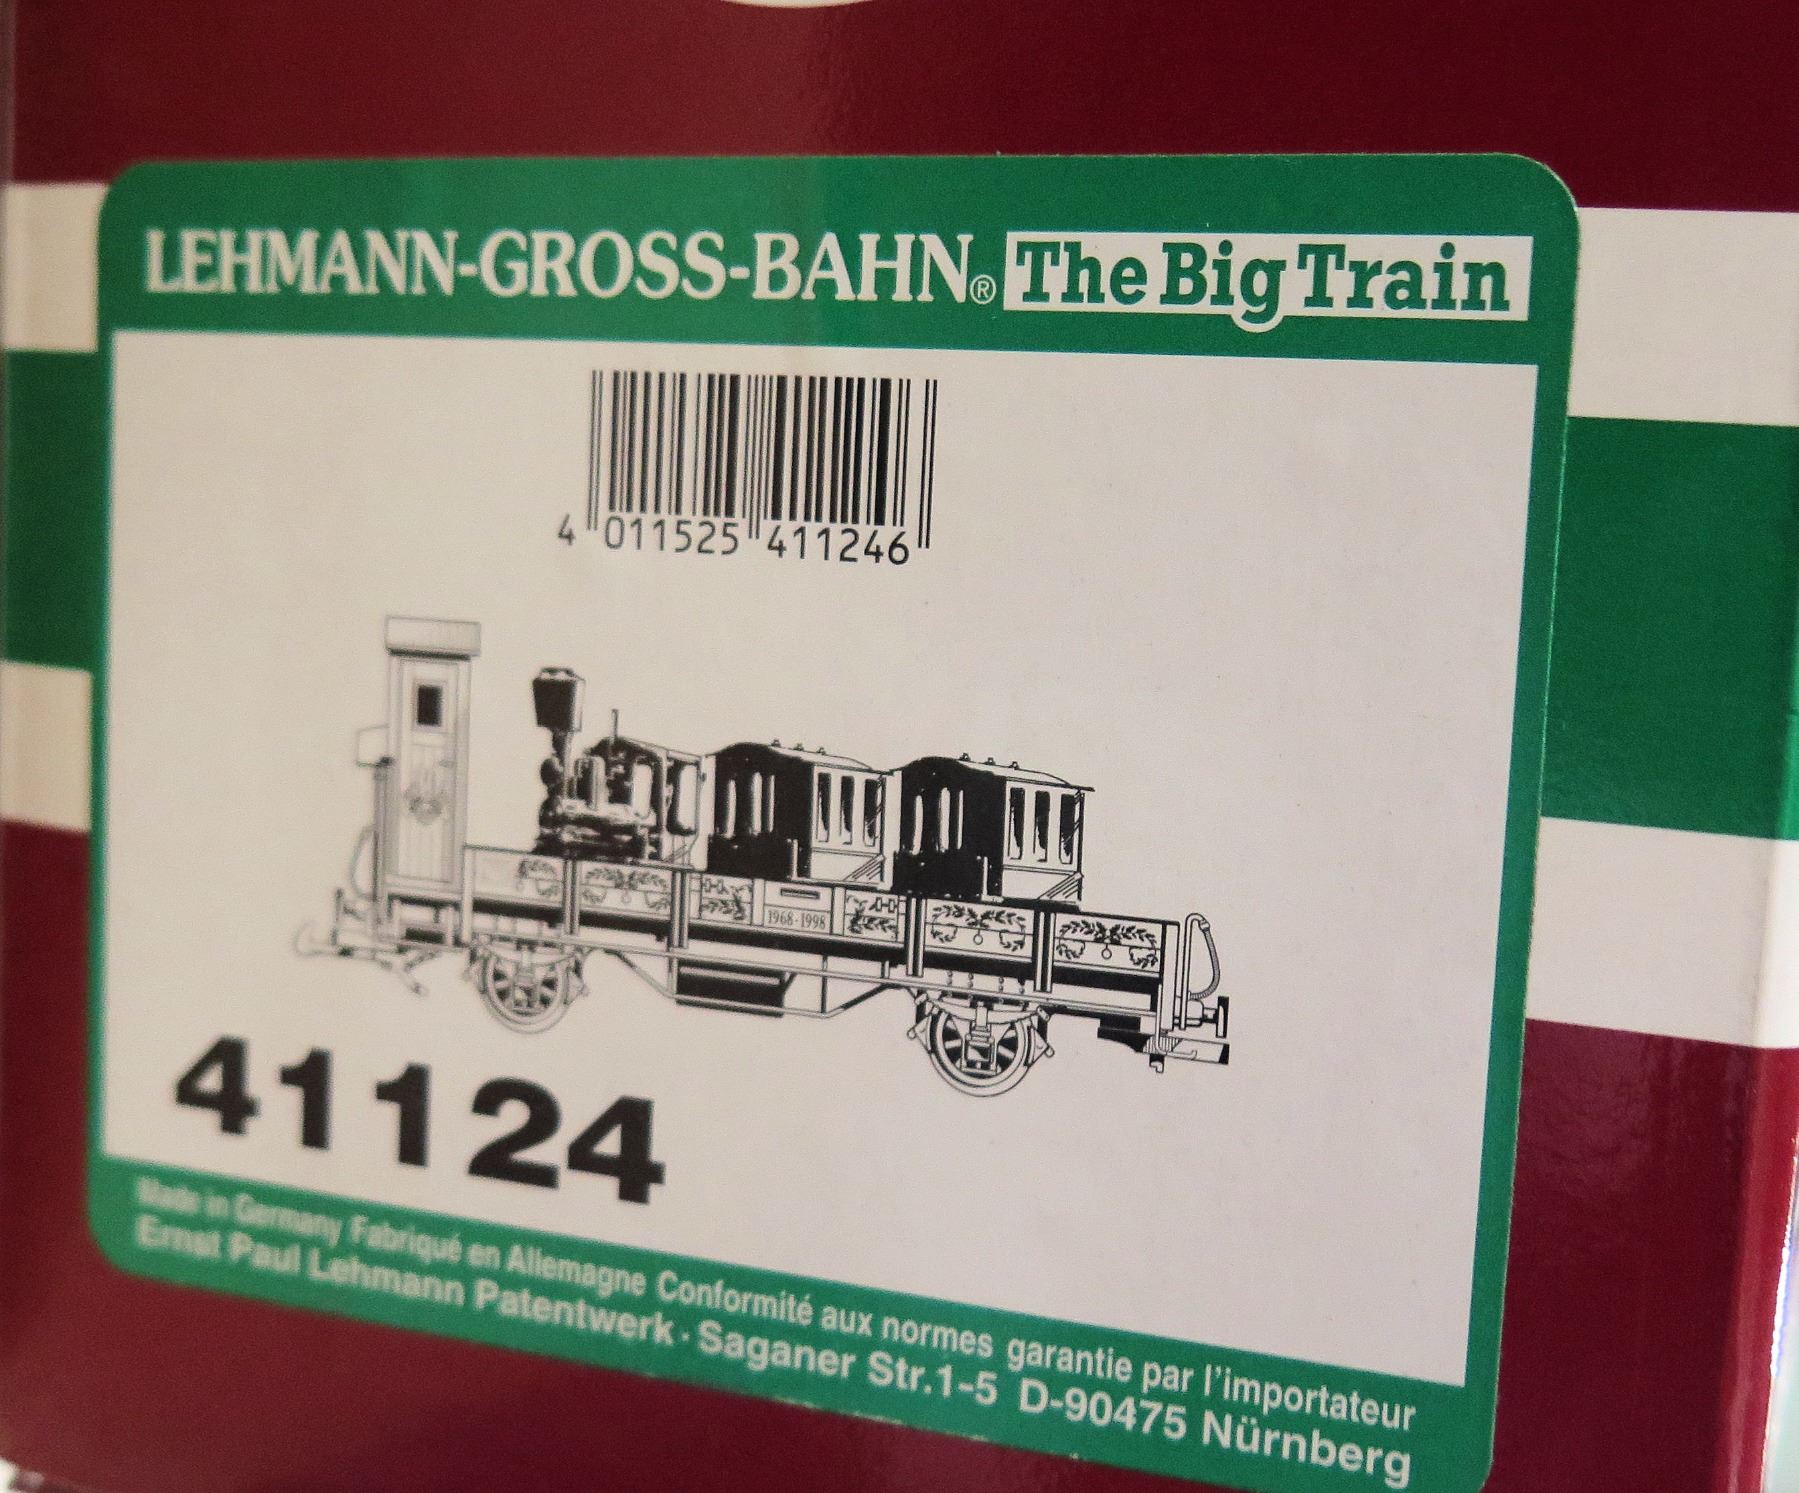 LEHMANN-GROSS-BAHN® The Big Train
4 011525 411246
1968-1998
41124
Made in Germany Fabriqué en Allemagne Conformité aux normes garantie par l'importateur
Ernst Paul Lehmann Patentwerk · Saganer Str.1-5 D-90475 Nürnberg